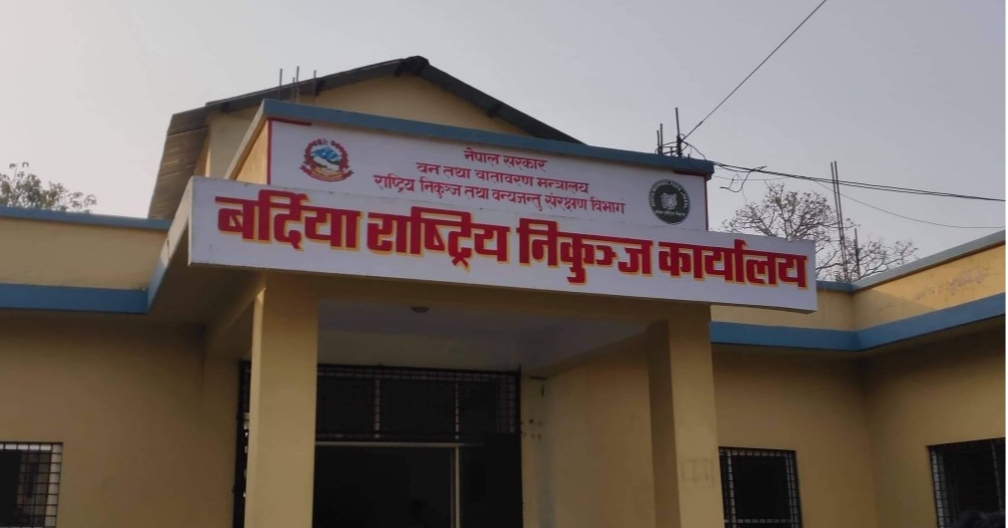 नेपाल सरकार
वन तथा वातावरण मन्त्रालय
राष्ट्रिय निकुञ्ज तथा वन्यजन्तु संरक्षण विभाग
बर्दिया राष्ट्रिय निकुञ्ज कार्यालय